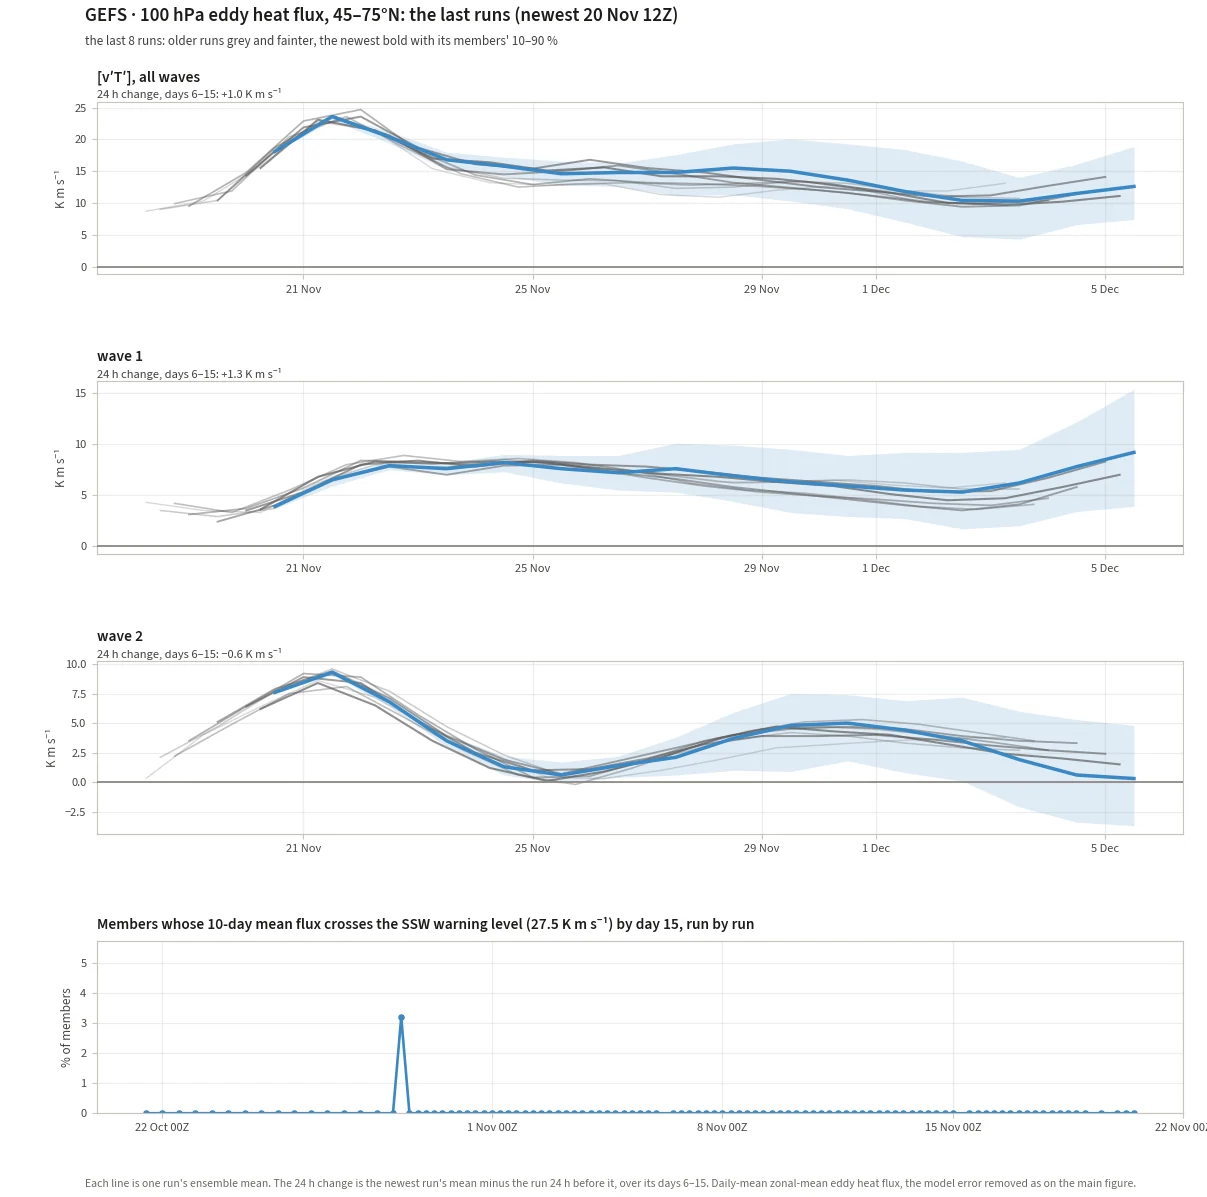 GEFS · 100 hPa eddy heat flux, 45–75°N: the last runs (newest 20 Nov 12Z)
the last 8 runs: older runs grey and fainter, the newest bold with its members' 10–90 %
[v′T′], all waves
24 h change, days 6–15: +1.0 K m s⁻¹
25
20
15
10
5
0
K m s⁻¹
21 Nov
25 Nov
29 Nov
1 Dec
5 Dec
wave 1
24 h change, days 6–15: +1.3 K m s⁻¹
15
10
5
0
K m s⁻¹
21 Nov
25 Nov
29 Nov
1 Dec
5 Dec
wave 2
24 h change, days 6–15: −0.6 K m s⁻¹
10.0
7.5
5.0
2.5
0.0
−2.5
K m s⁻¹
21 Nov
25 Nov
29 Nov
1 Dec
5 Dec
Members whose 10-day mean flux crosses the SSW warning level (27.5 K m s⁻¹) by day 15, run by run
5
4
3
2
1
0
% of members
22 Oct 00Z
1 Nov 00Z
8 Nov 00Z
15 Nov 00Z
22 Nov 00Z
Each line is one run's ensemble mean. The 24 h change is the newest run's mean minus the run 24 h before it, over its days 6–15. Daily-mean zonal-mean eddy heat flux, the model error removed as on the main figure.